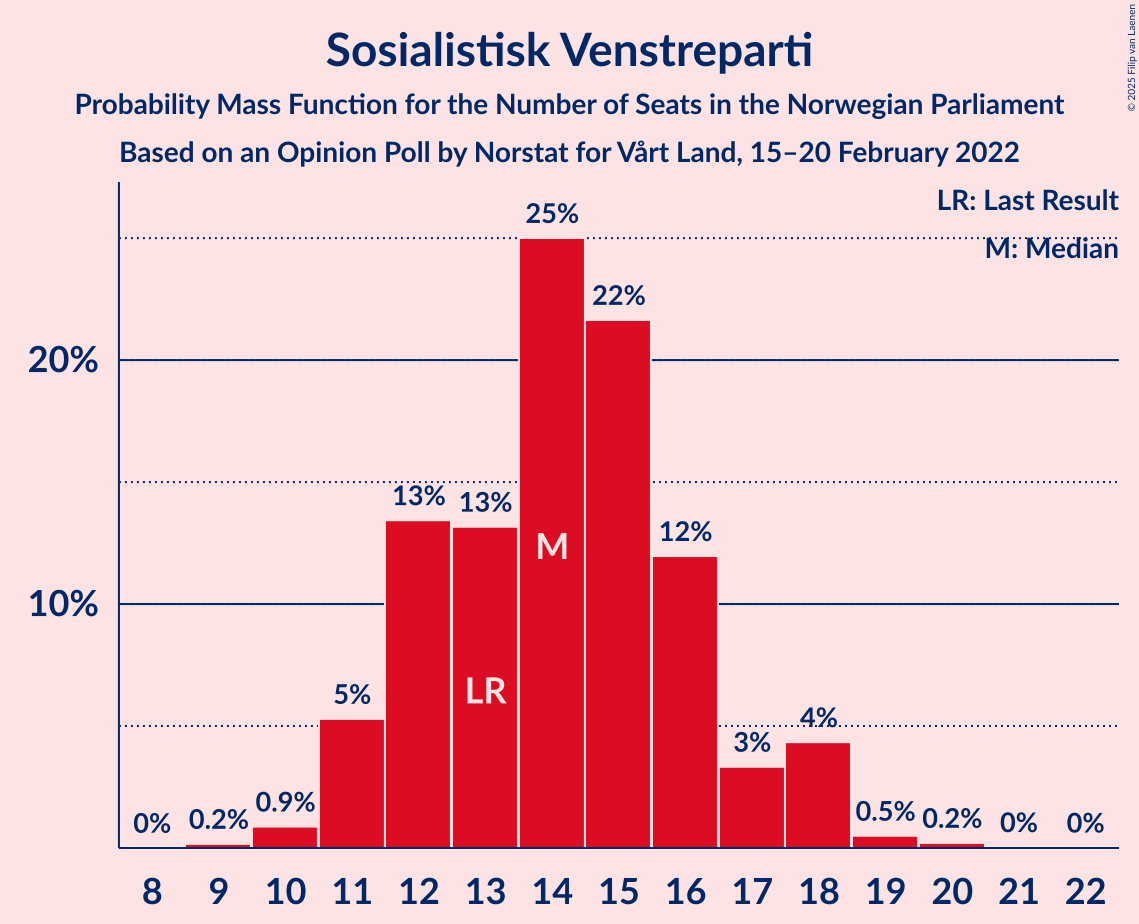 Sosialistisk Venstreparti
Probability Mass Function for the Number of Seats in the Norwegian Parliament
Based on an Opinion Poll by Norstat for Vårt Land, 15–20 February 2022
© 2025 Filip van Laenen
LR: Last Result
M: Median
20%
10%
0%
0.2%
0.9%
5%
13%
13%
25%
22%
12%
3%
4%
0.5%
0.2%
0%
0%
LR
M
8 9 10 11 12 13 14 15 16 17 18 19 20 21 22